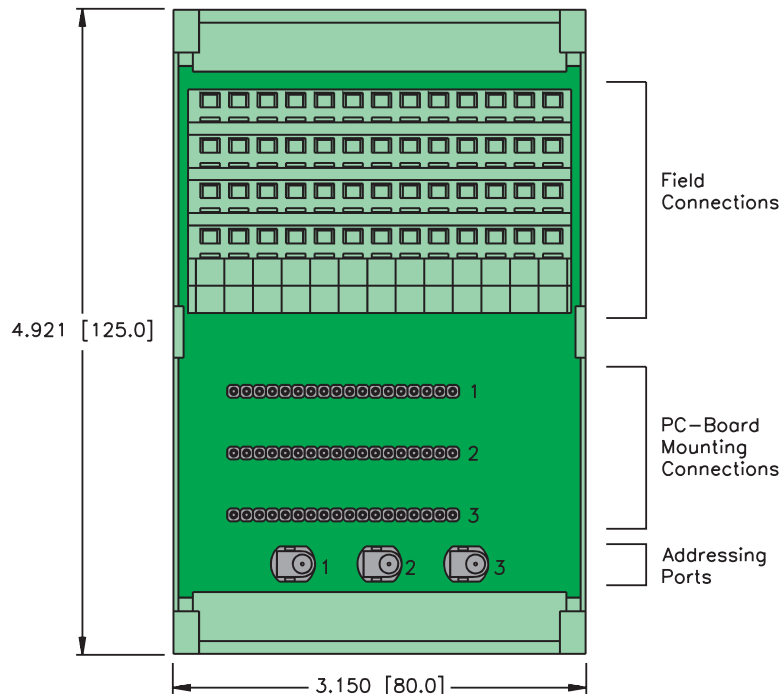 Field
Connections
4.921 [125.0]
1
PC-Board
Mounting
Connections
2
3
1
2
3
Addressing
Ports
3.150 [80.0]